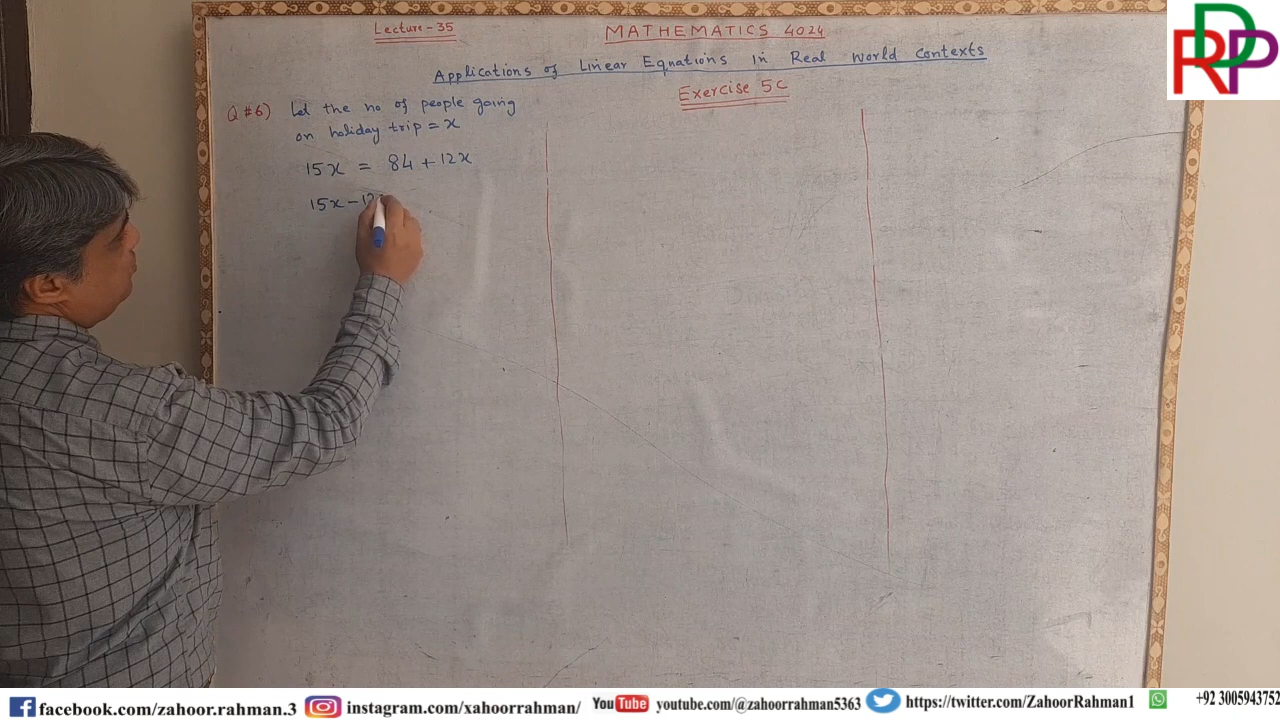 Lecture-35
MATHEMATICS 4024
Applications of Linear Equations in Real World Contexts
Exercise 5C
Q#6) Let the no of people going
on holiday trip = x
15x = 84 + 12x
15x - 12
RDP
facebook.com/zahoor.rahman.3 instagram.com/xahoorrahman/ YouTube youtube.com/@zahoorrahman5363 https://twitter.com/ZahoorRahman1 +92 3005943752